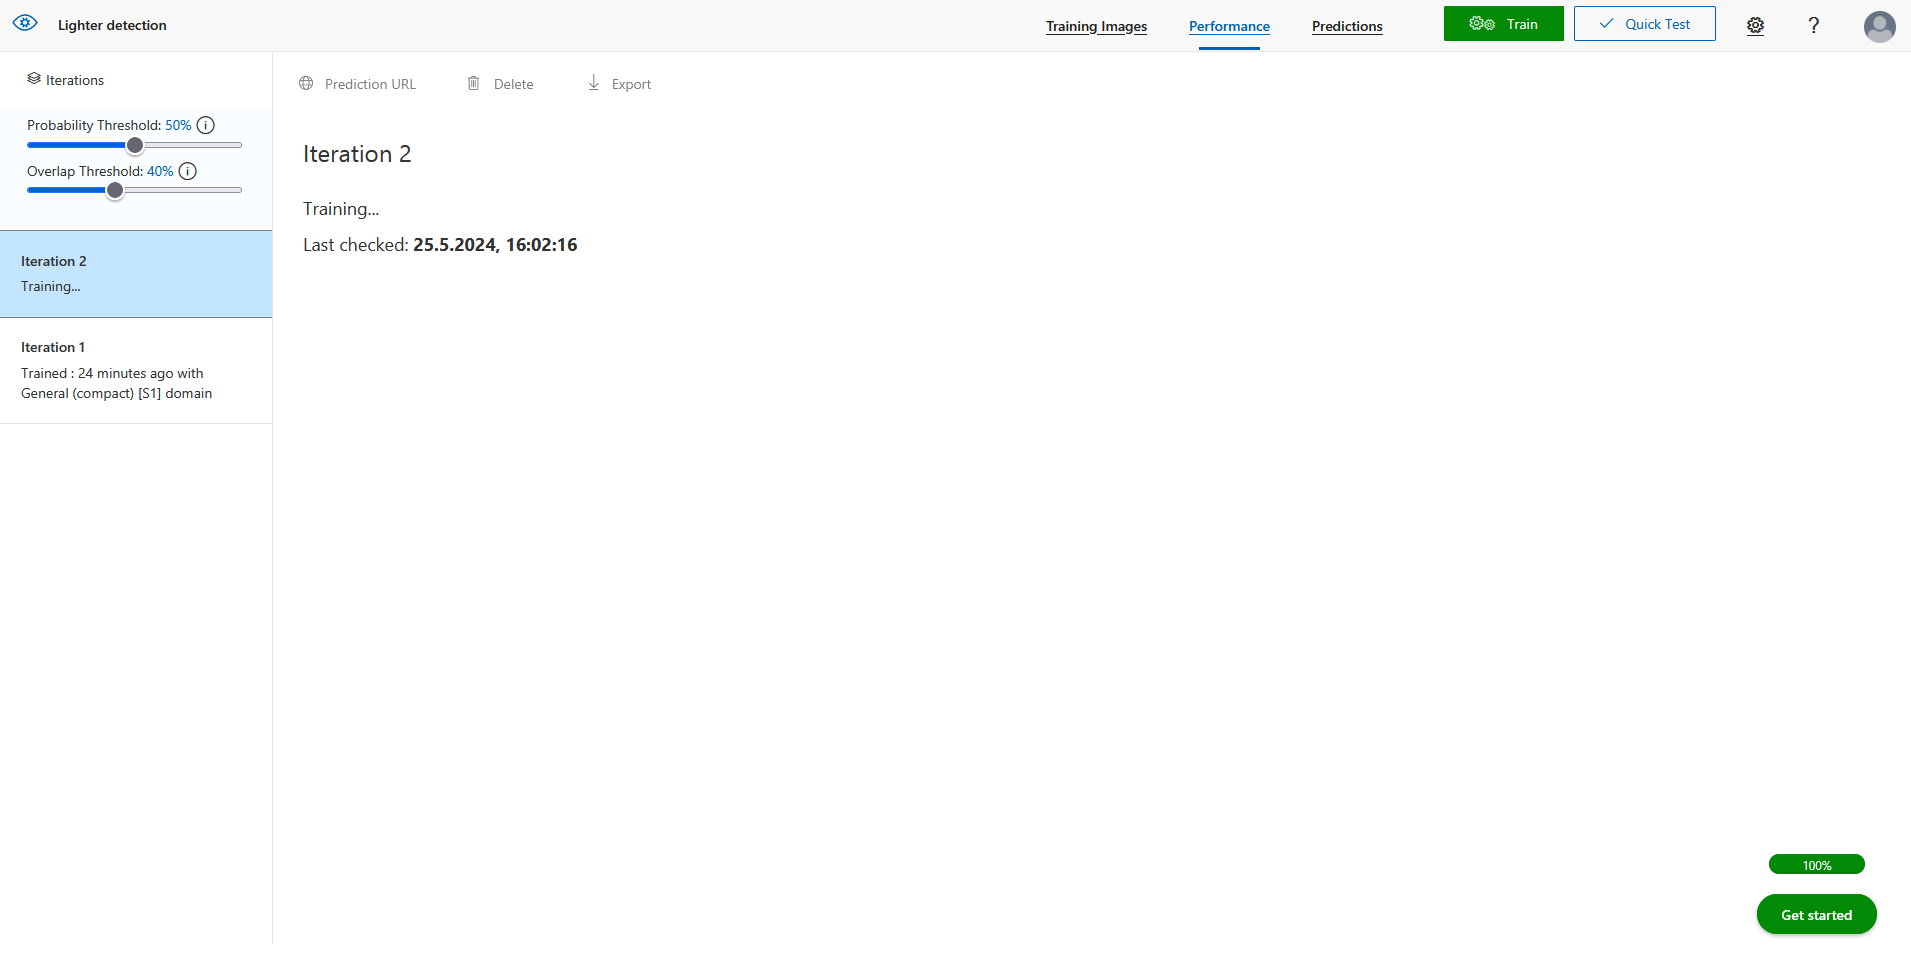 Lighter detection
Training Images
Performance
Predictions
Train
Quick Test
?
Iterations
Probability Threshold: 50% i
Overlap Threshold: 40% i
Iteration 2
Training...
Iteration 1
Trained : 24 minutes ago with
General (compact) [S1] domain
Prediction URL
Delete
Export
Iteration 2
Training...
Last checked: 25.5.2024, 16:02:16
100%
Get started